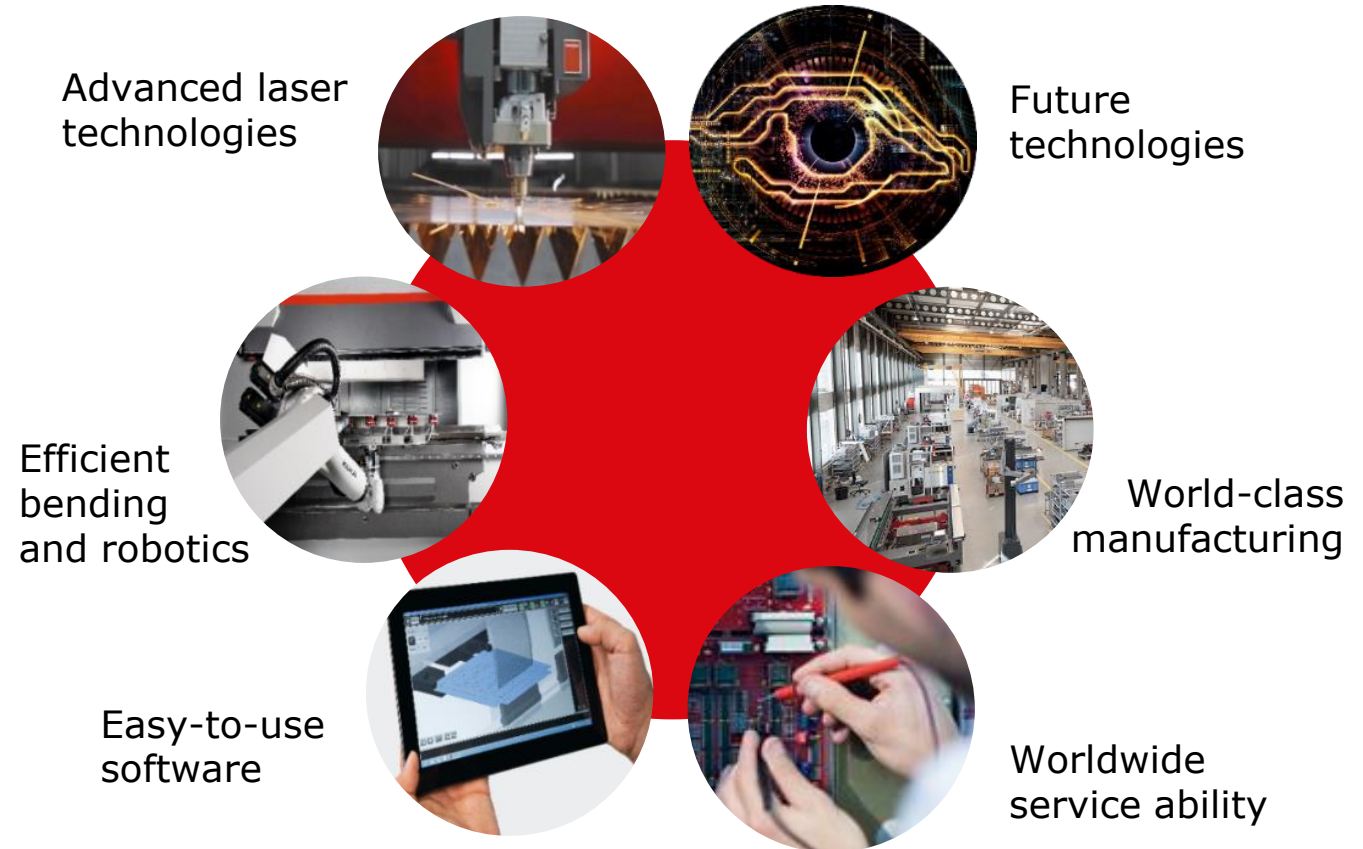 Advanced laser
technologies
Future
technologies
Efficient
bending
and robotics
World-class
manufacturing
Easy-to-use
software
Worldwide
service ability
KUKA